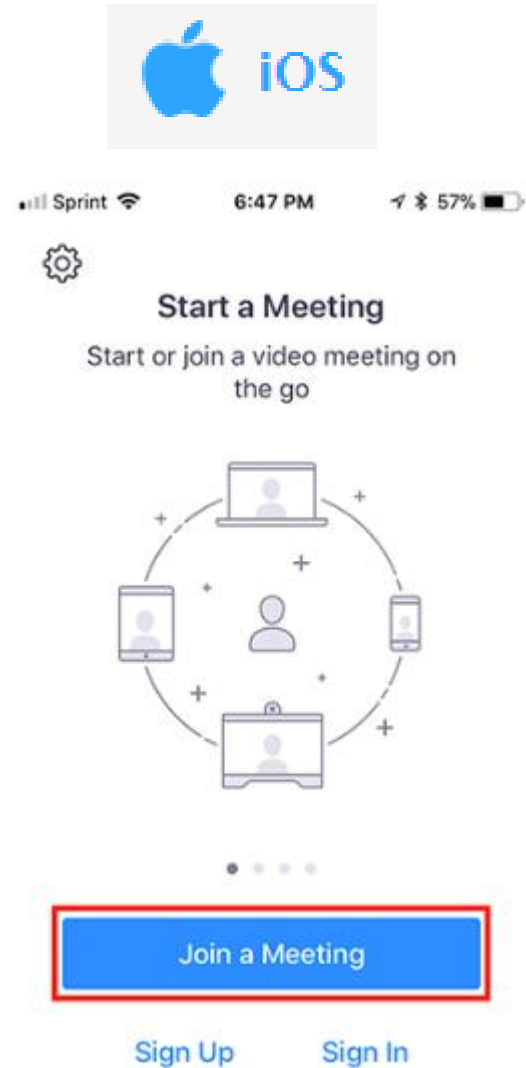 iOS
Sprint 6:47 PM 57%
Start a Meeting
Start or join a video meeting on
the go
Join a Meeting
Sign Up Sign In